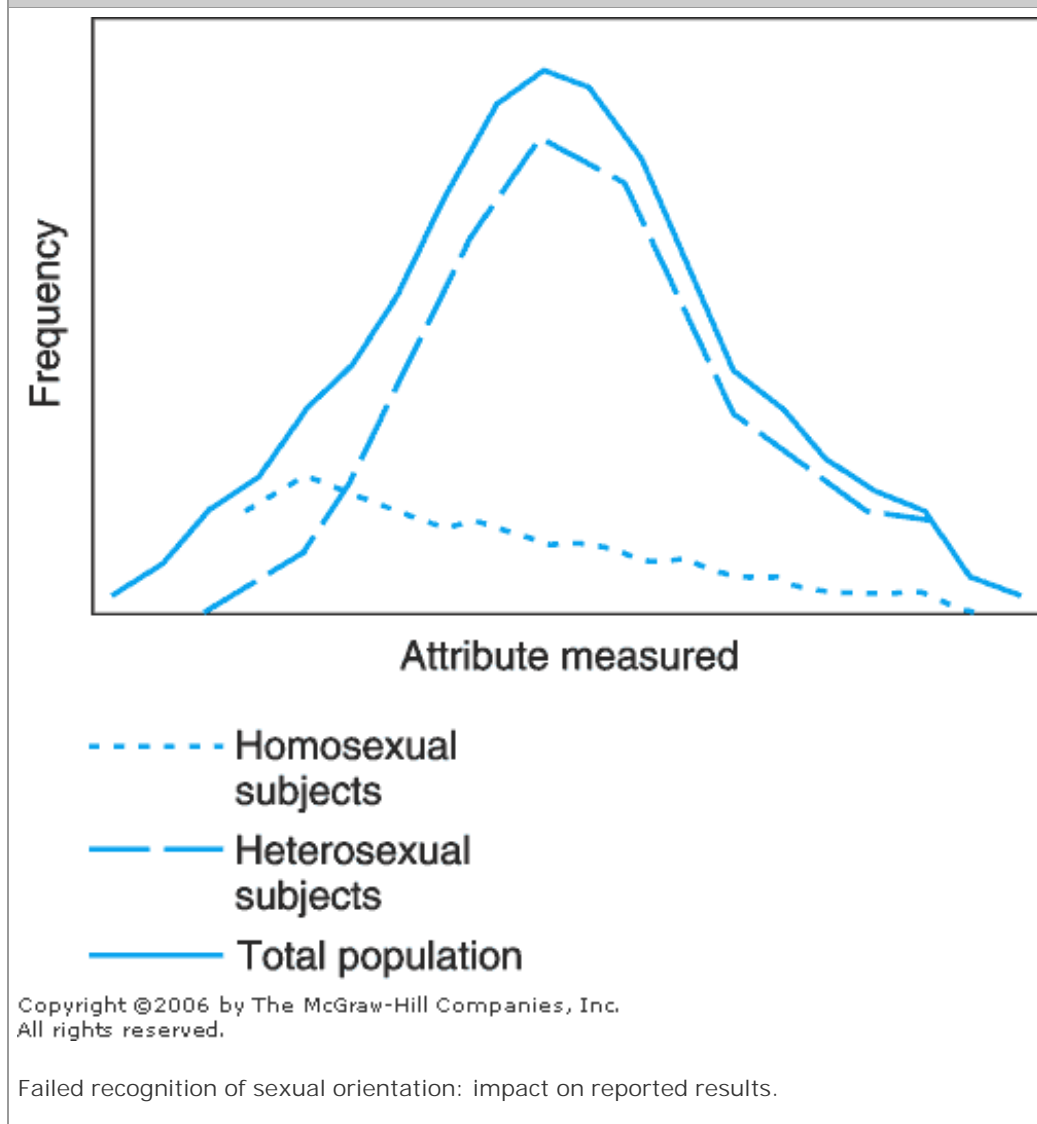 Frequency
Attribute measured
Homosexual
subjects
Heterosexual
subjects
Total population
Copyright ©2006 by The McGraw-Hill Companies, Inc.
All rights reserved.
Failed recognition of sexual orientation: impact on reported results.